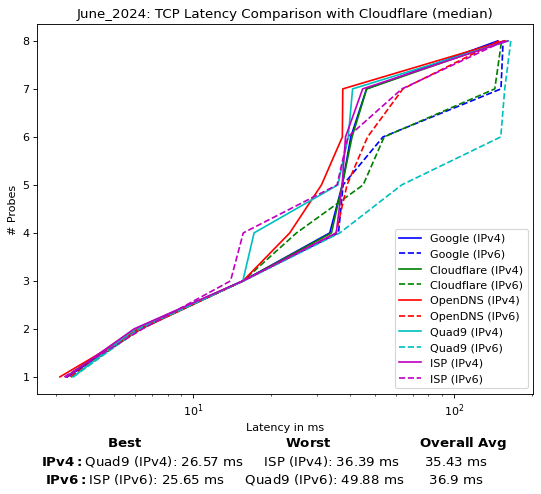 June_2024: TCP Latency Comparison with Cloudflare (median)
8
7
6
5
4
3
2
1
# Probes
Google (IPv4)
Google (IPv6)
Cloudflare (IPv4)
Cloudflare (IPv6)
OpenDNS (IPv4)
OpenDNS (IPv6)
Quad9 (IPv4)
Quad9 (IPv6)
ISP (IPv4)
ISP (IPv6)
10¹ 10²
Latency in ms
Best Worst Overall Avg
IPv4: Quad9 (IPv4): 26.57 ms ISP (IPv4): 36.39 ms 35.43 ms
IPv6: ISP (IPv6): 25.65 ms Quad9 (IPv6): 49.88 ms 36.9 ms